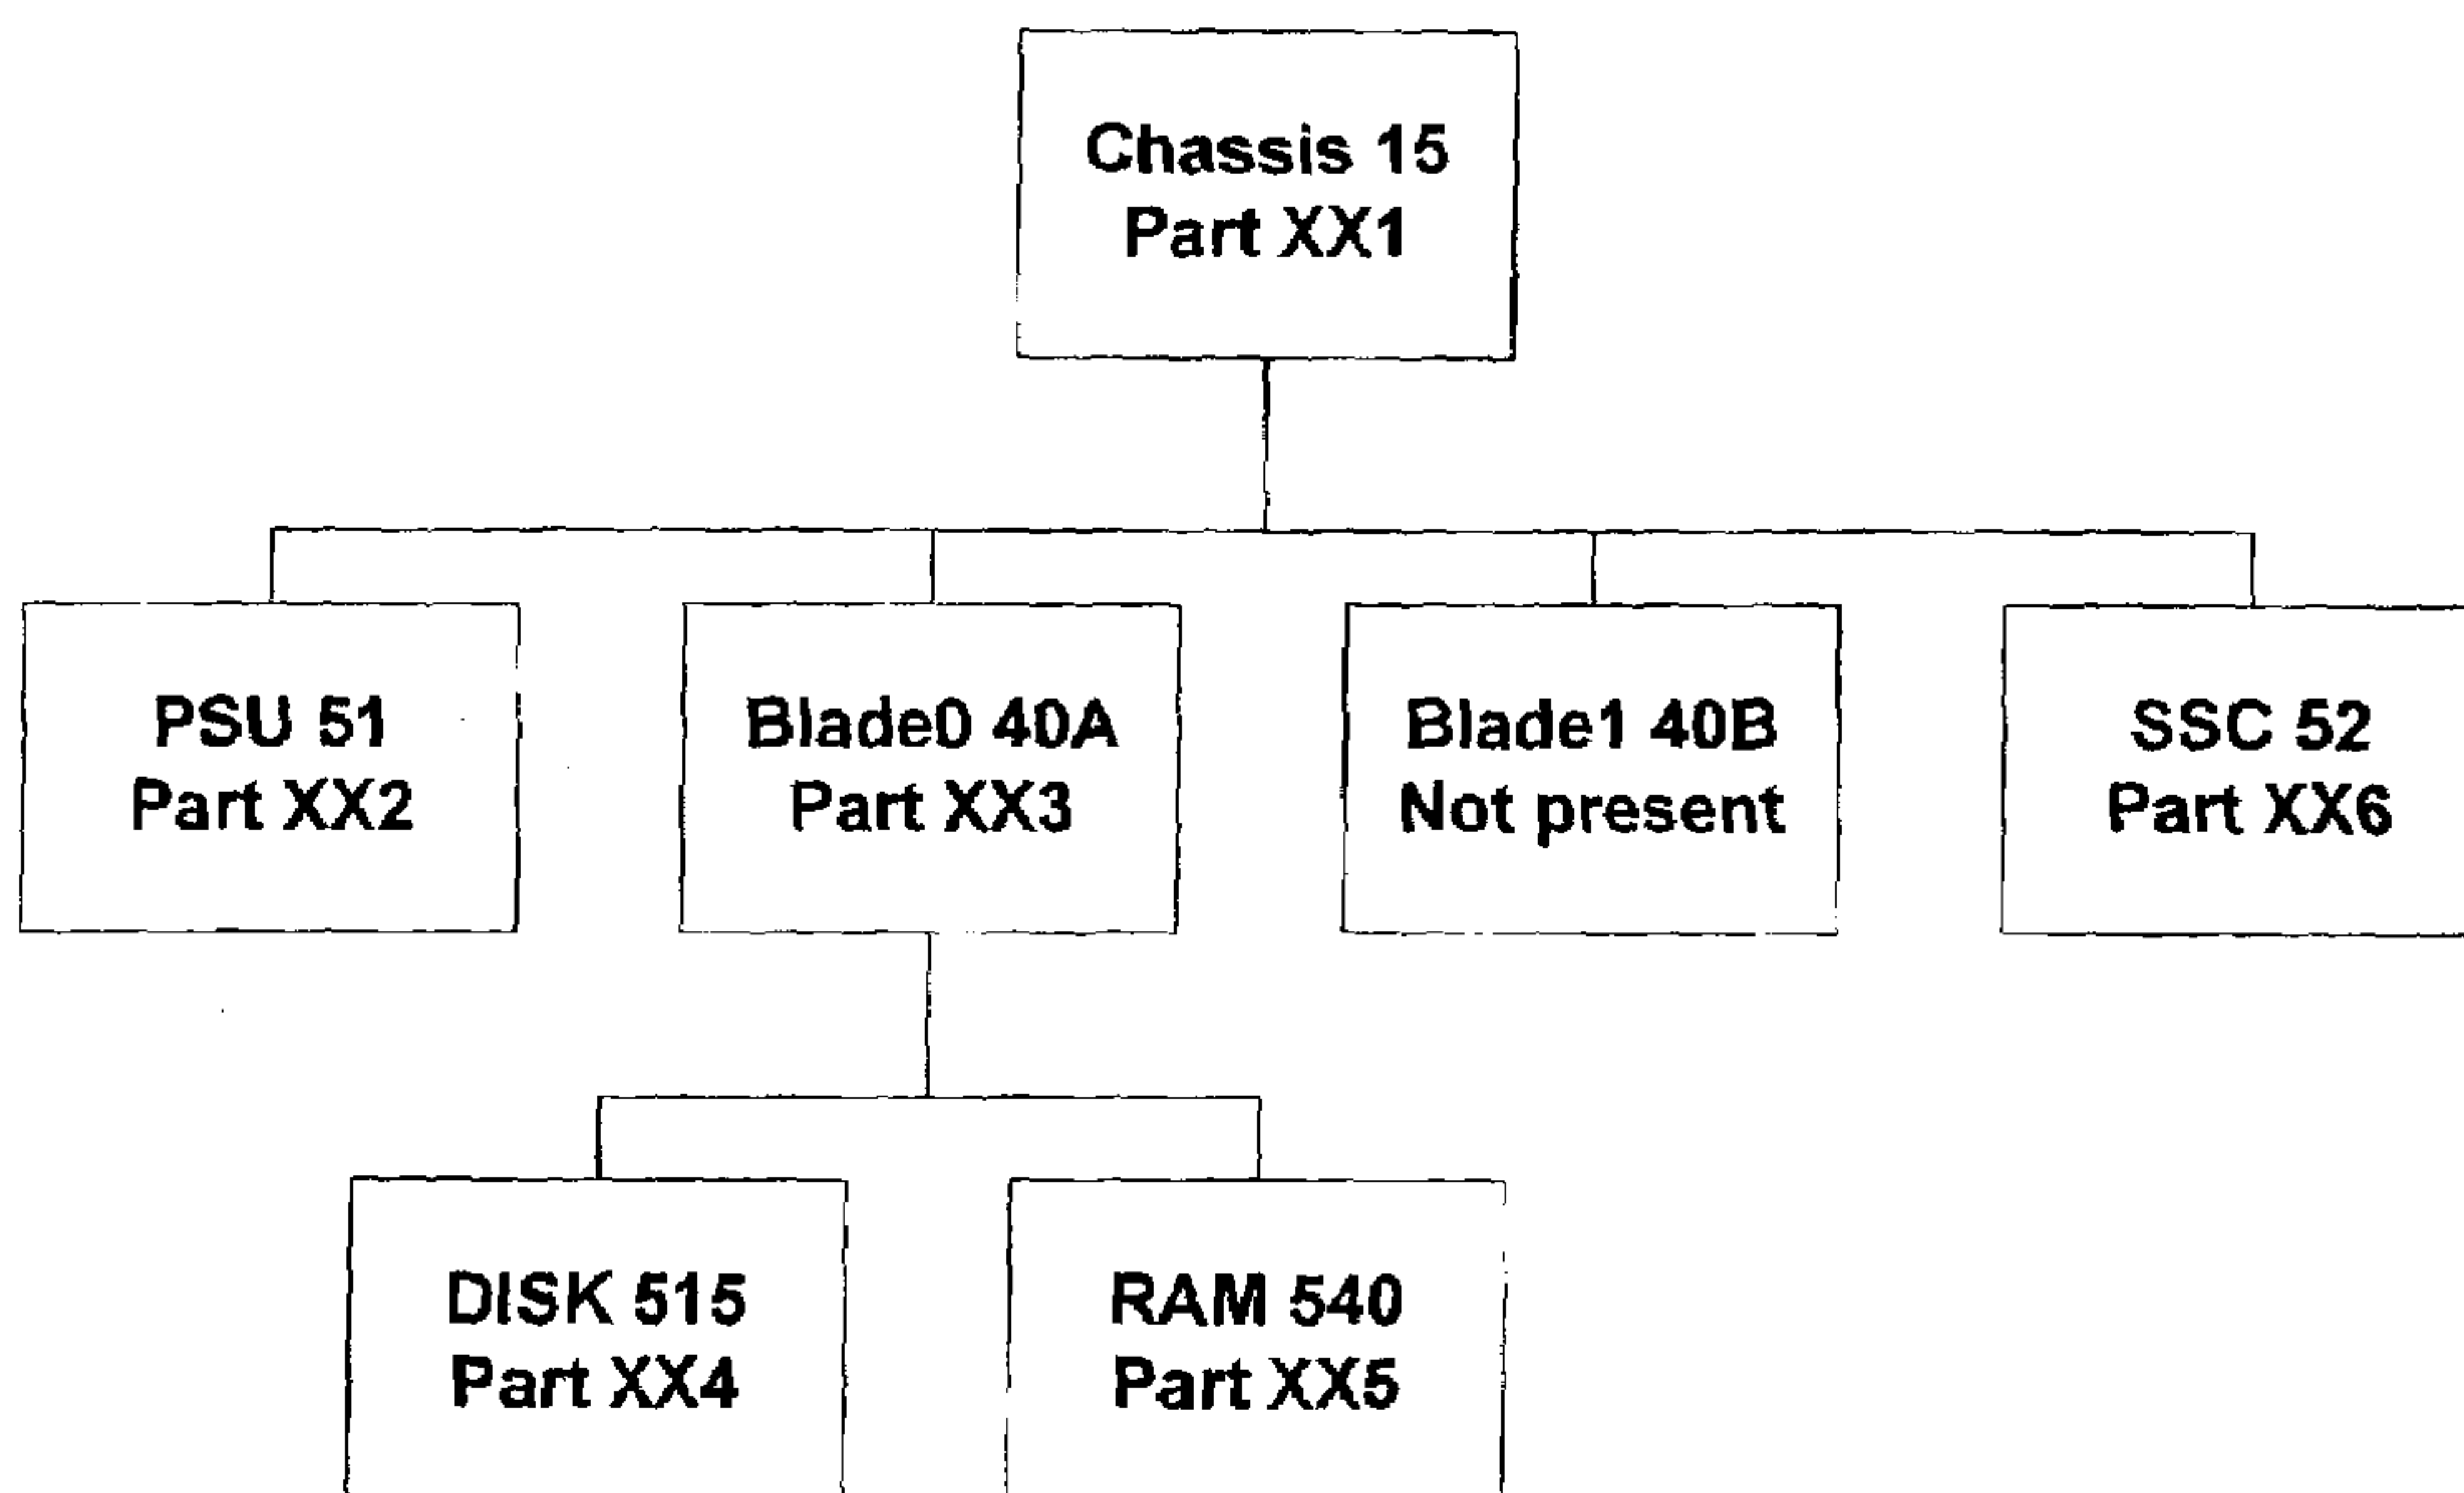 Chassis 15
Part XX1
PSU 51
Part XX2
Blade0 40A
Part XX3
Blade1 40B
Not present
SSC 52
Part XX6
DISK 515
Part XX4
RAM 540
Part XX5